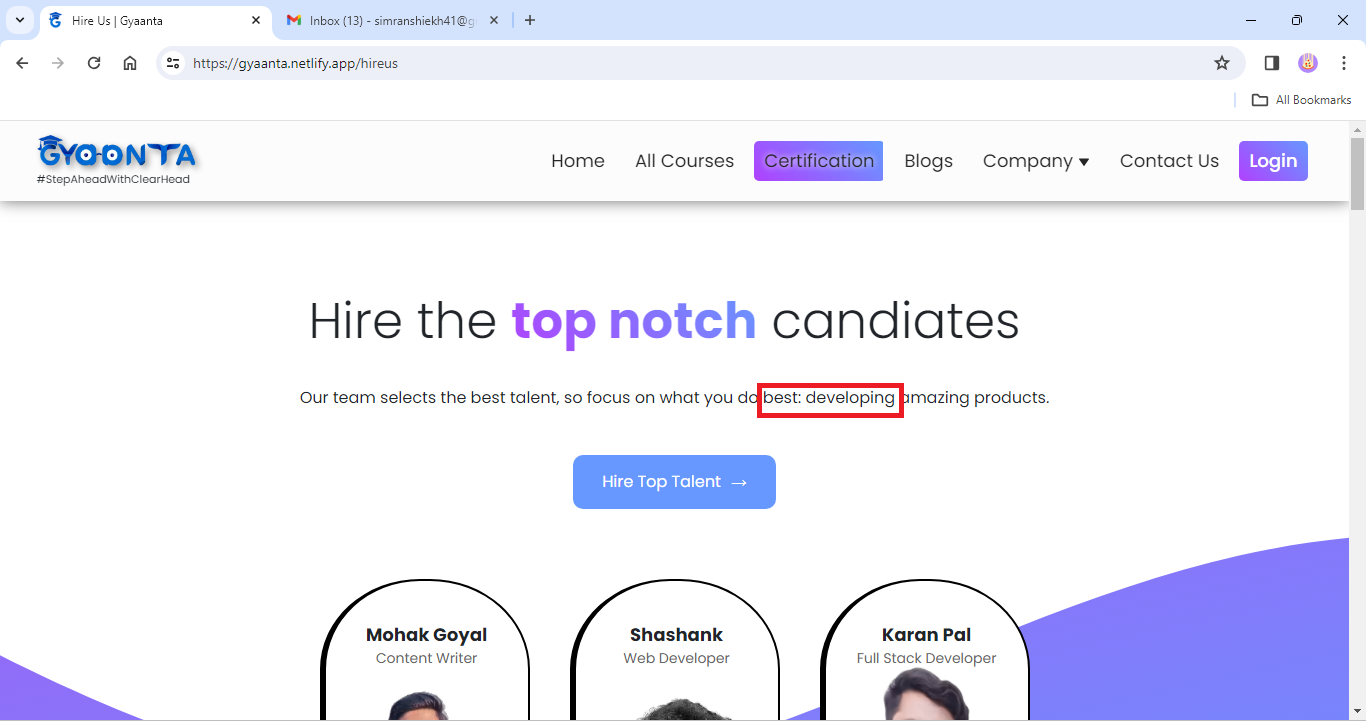 Hire Us | Gyaanta
Inbox (13) - simranshiekh41@g
https://gyaanta.netlify.app/hireus
All Bookmarks
GYAANTA
#StepAheadWithClearHead
Home All Courses Certification Blogs Company ▼ Contact Us Login
Hire the top notch candiates
Our team selects the best talent, so focus on what you do best: developing amazing products.
Hire Top Talent →
Mohak Goyal
Content Writer
Shashank
Web Developer
Karan Pal
Full Stack Developer